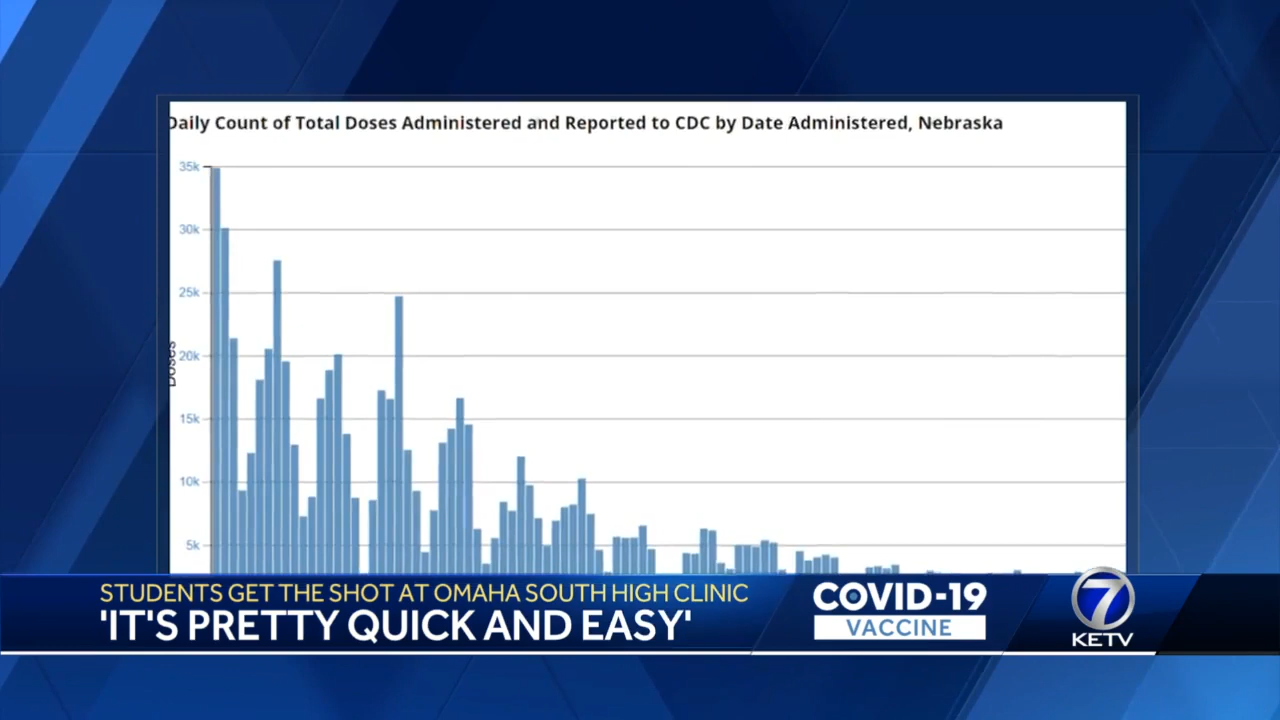 Daily Count of Total Doses Administered and Reported to CDC by Date Administered, Nebraska
35k
30k
25k
Doses
20k
15k
10k
5k
STUDENTS GET THE SHOT AT OMAHA SOUTH HIGH CLINIC
'IT'S PRETTY QUICK AND EASY'
COVID-19
VACCINE
7
KETV